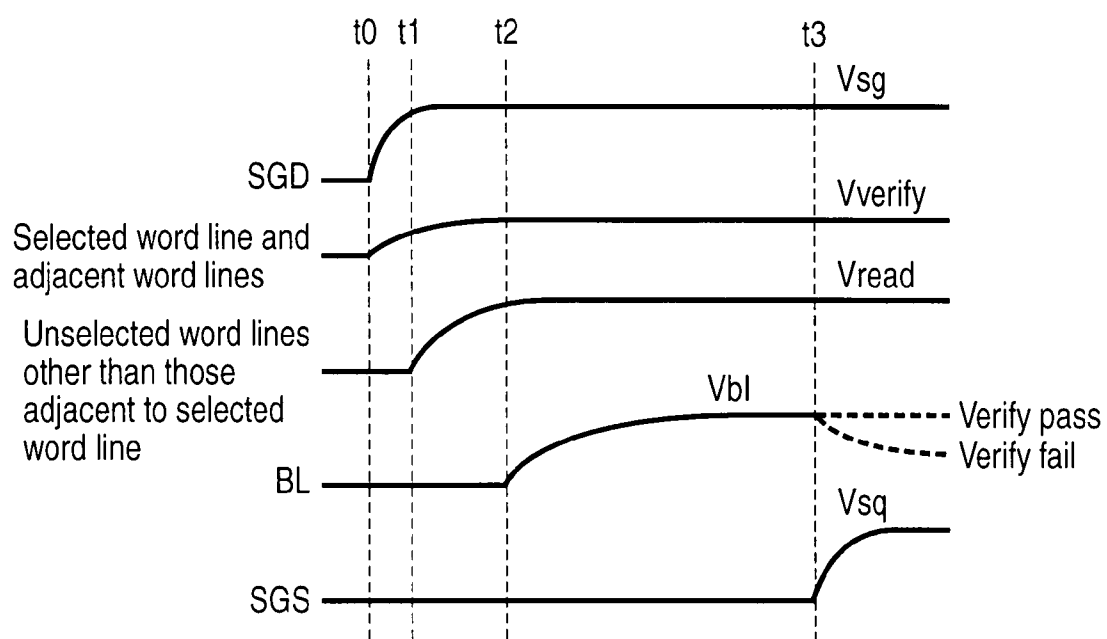 t0 t1 t2 t3
Vsg
SGD
Vverify
Selected word line and
adjacent word lines
Vread
Unselected word lines
other than those
adjacent to selected
word line
Vbl
Verify pass
Verify fail
BL
Vsq
SGS